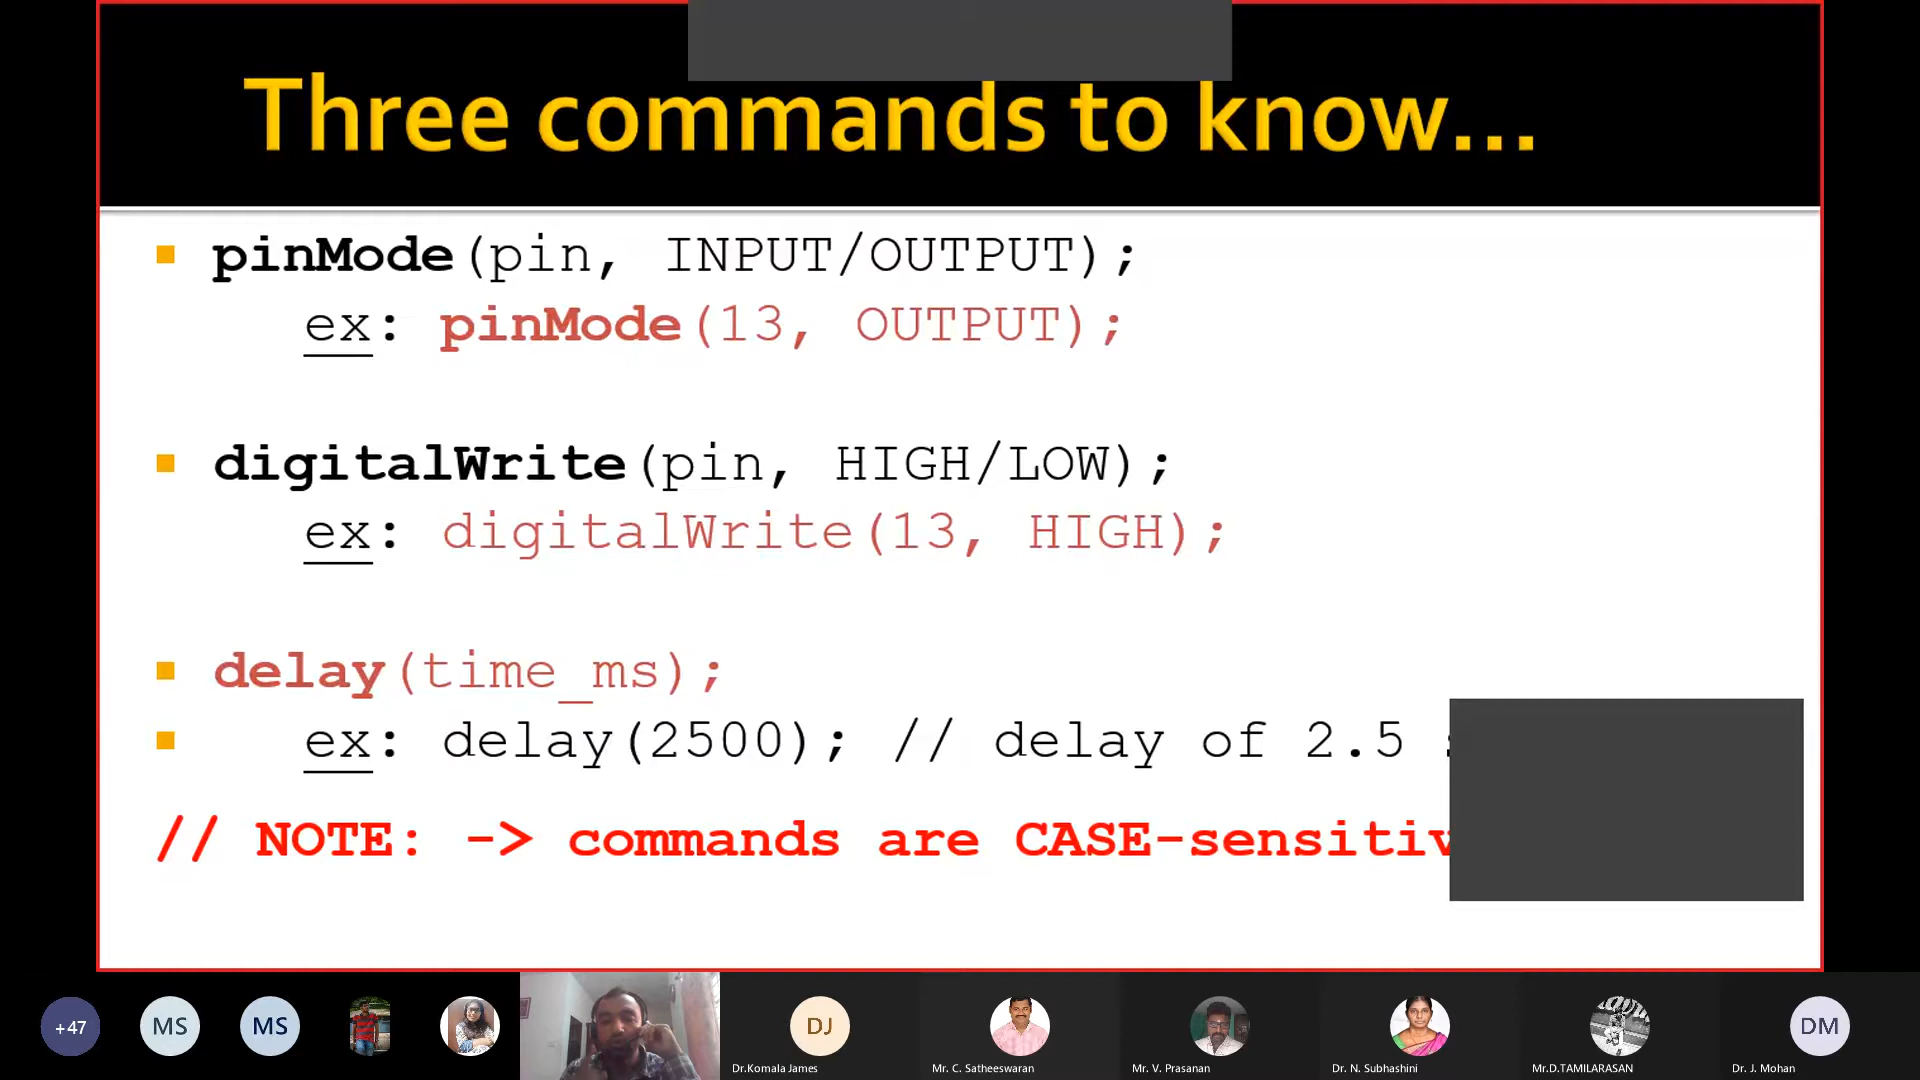 Three commands to know...
pinMode(pin, INPUT/OUTPUT);
ex: pinMode(13, OUTPUT);
digitalWrite(pin, HIGH/LOW);
ex: digitalWrite(13, HIGH);
delay(time_ms);
ex: delay(2500); // delay of 2.5
// NOTE: -> commands are
+47
MS
MS
DJ
DM
Dr.Komala James
Mr. C. Satheeswaran
Mr. V. Prasanan
Dr. N. Subhashini
Mr.D.TAMILARASAN
Dr. J. Mohan